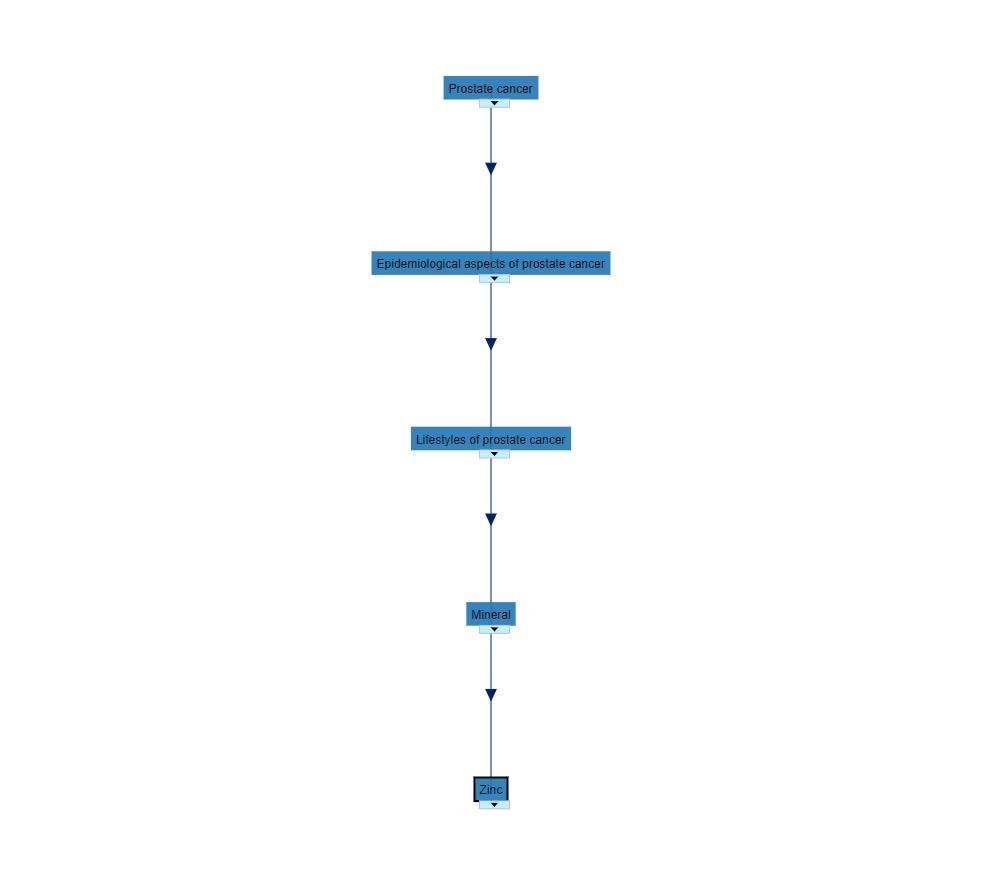 Prostate cancer
Epidemiological aspects of prostate cancer
Lifestyles of prostate cancer
Mineral
Zinc